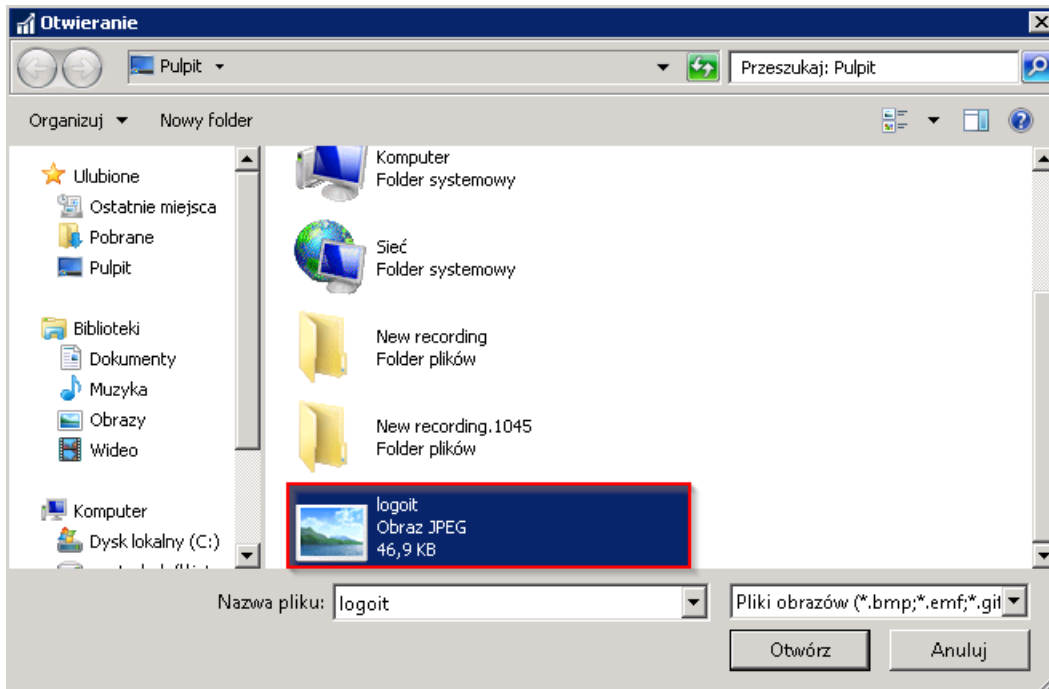 Otwieranie
Pulpit
Przeszukaj: Pulpit
Organizuj
Nowy folder
Ulubione
Ostatnie miejsca
Pobrane
Pulpit
Biblioteki
Dokumenty
Muzyka
Obrazy
Wideo
Komputer
Dysk lokalny (C:)
Komputer
Folder systemowy
Sieć
Folder systemowy
New recording
Folder plików
New recording.1045
Folder plików
logoit
Obraz JPEG
46,9 KB
Nazwa pliku: logoit
Pliki obrazów (*.bmp;*.emf;*.gif
Otwórz
Anuluj